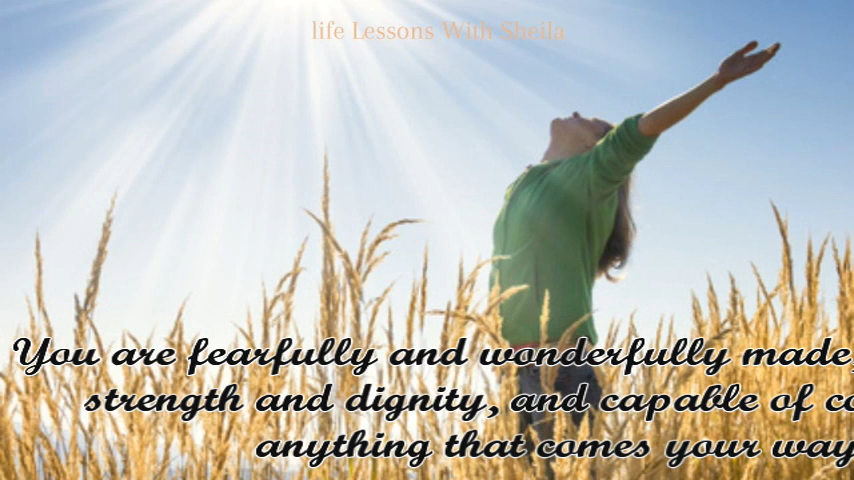 life Lessons With Sheila
You are fearfully and wonderfully made,
strength and dignity, and capable of co
anything that comes your way